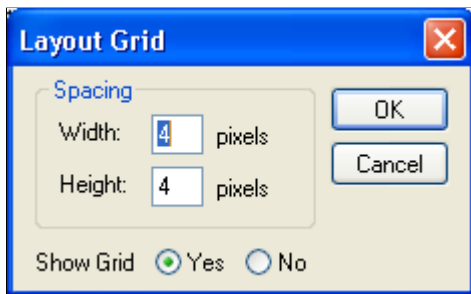 Layout Grid
Spacing
Width: 4 pixels
Height: 4 pixels
OK
Cancel
Show Grid Yes No